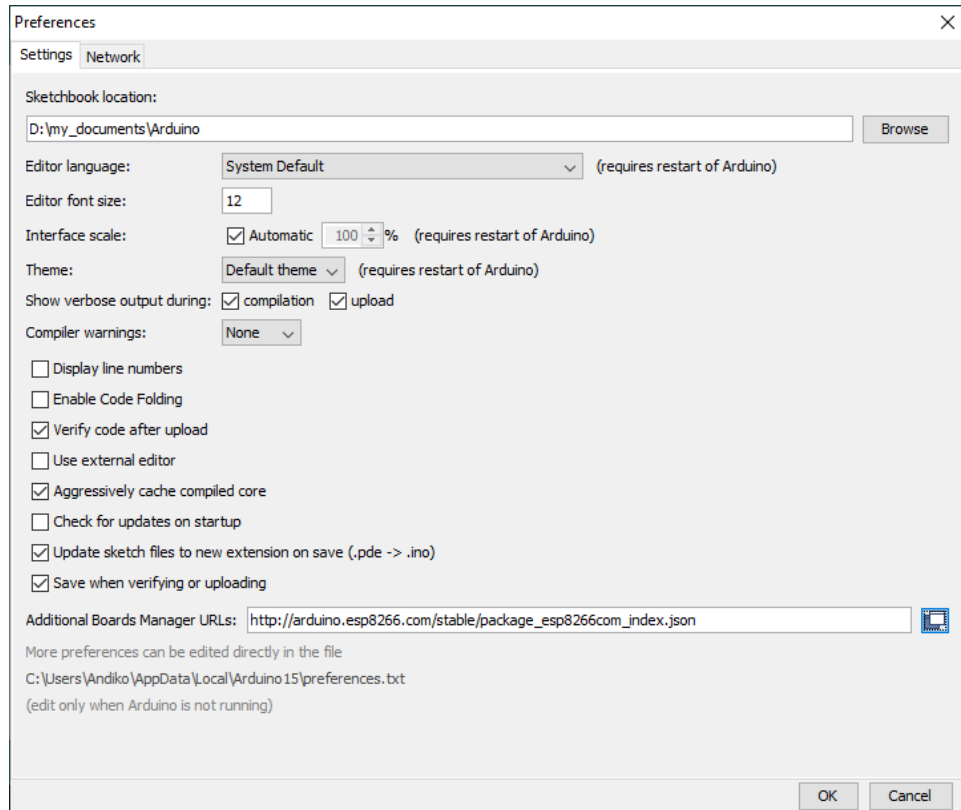 Preferences
Settings Network
Sketchbook location:
D:\my_documents\Arduino Browse
Editor language: System Default (requires restart of Arduino)
Editor font size: 12
Interface scale: Automatic 100 % (requires restart of Arduino)
Theme: Default theme (requires restart of Arduino)
Show verbose output during: compilation upload
Compiler warnings: None
Display line numbers
Enable Code Folding
Verify code after upload
Use external editor
Aggressively cache compiled core
Check for updates on startup
Update sketch files to new extension on save (.pde -> .ino)
Save when verifying or uploading
Additional Boards Manager URLs: http://arduino.esp8266.com/stable/package_esp8266com_index.json
More preferences can be edited directly in the file
C:\Users\Andiko\AppData\Local\Arduino15\preferences.txt
(edit only when Arduino is not running)
OK Cancel